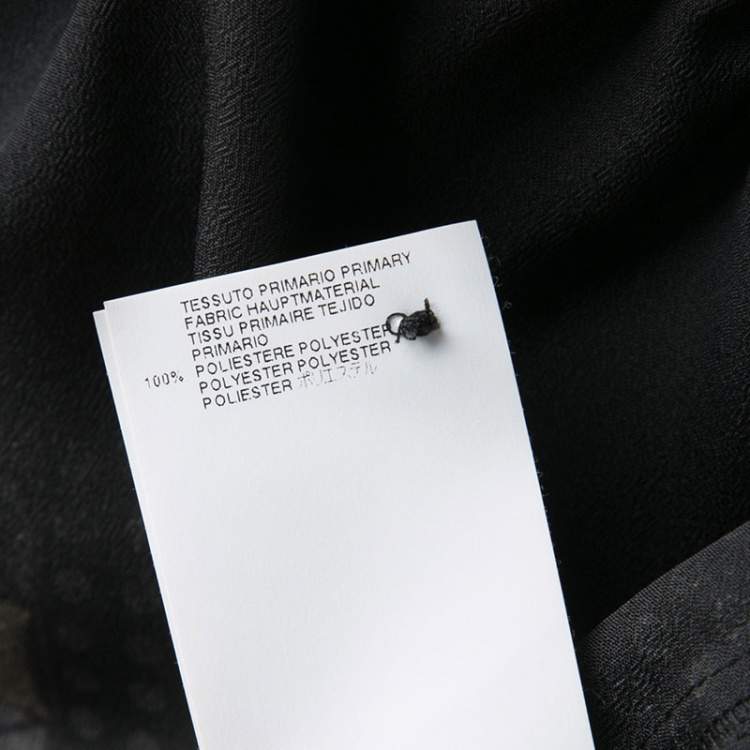 TESSUTO PRIMARIO PRIMARY
FABRIC HAUPTMATERIAL
TISSU PRIMAIRE TEJIDO
PRIMARIO
POLIESTERE POLYESTER
100% POLYESTER POLYESTER
POLIESTER ポリエステル